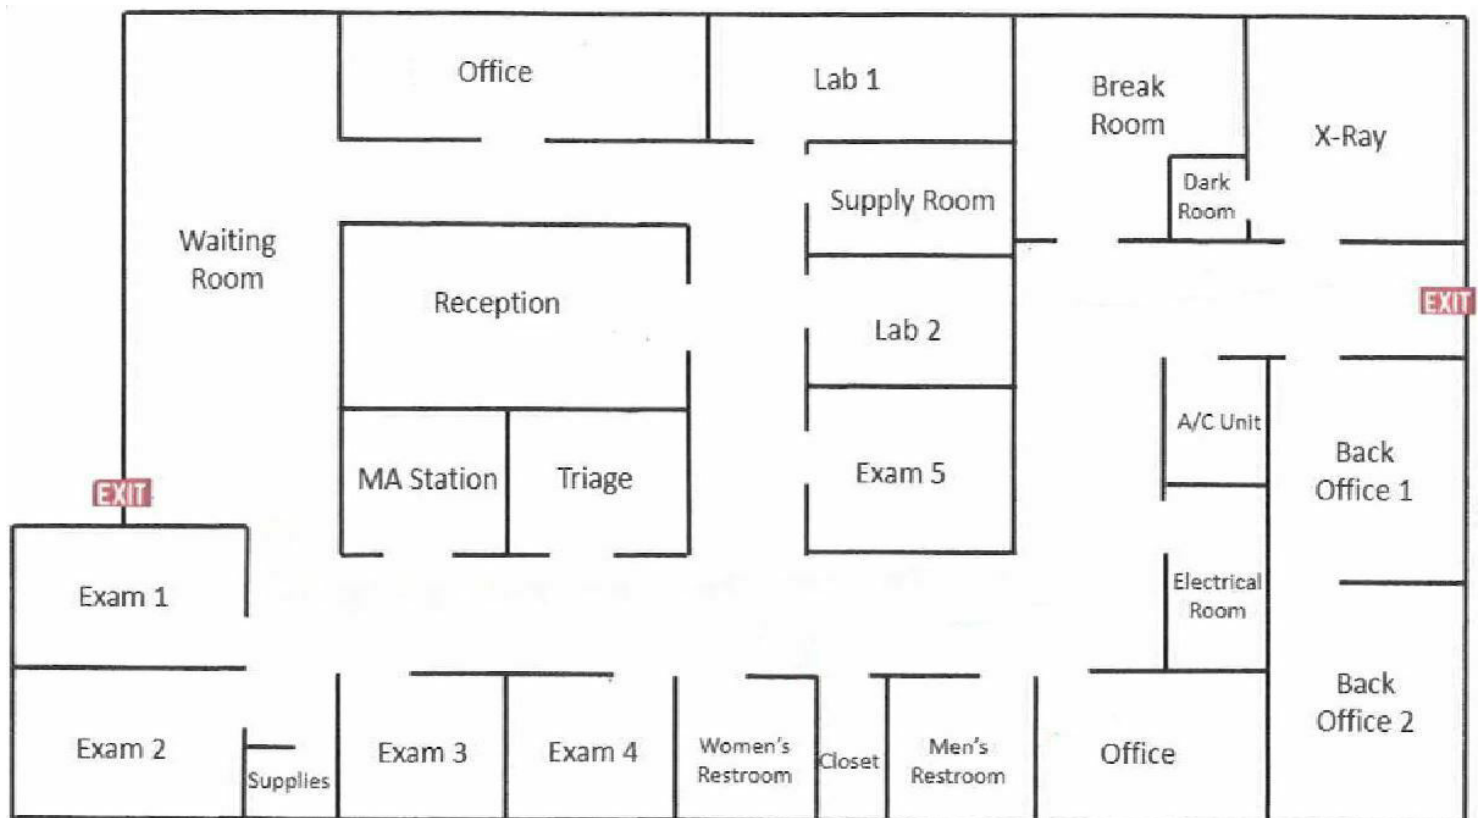 Office
Lab 1
Break
Room
X-Ray
Dark
Room
Supply Room
Waiting
Room
Reception
Lab 2
EXIT
A/C Unit
Back
Office 1
MA Station
Triage
Exam 5
EXIT
Exam 1
Electrical
Room
Back
Office 2
Exam 2
Supplies
Exam 3
Exam 4
Women's
Restroom
Closet
Men's
Restroom
Office